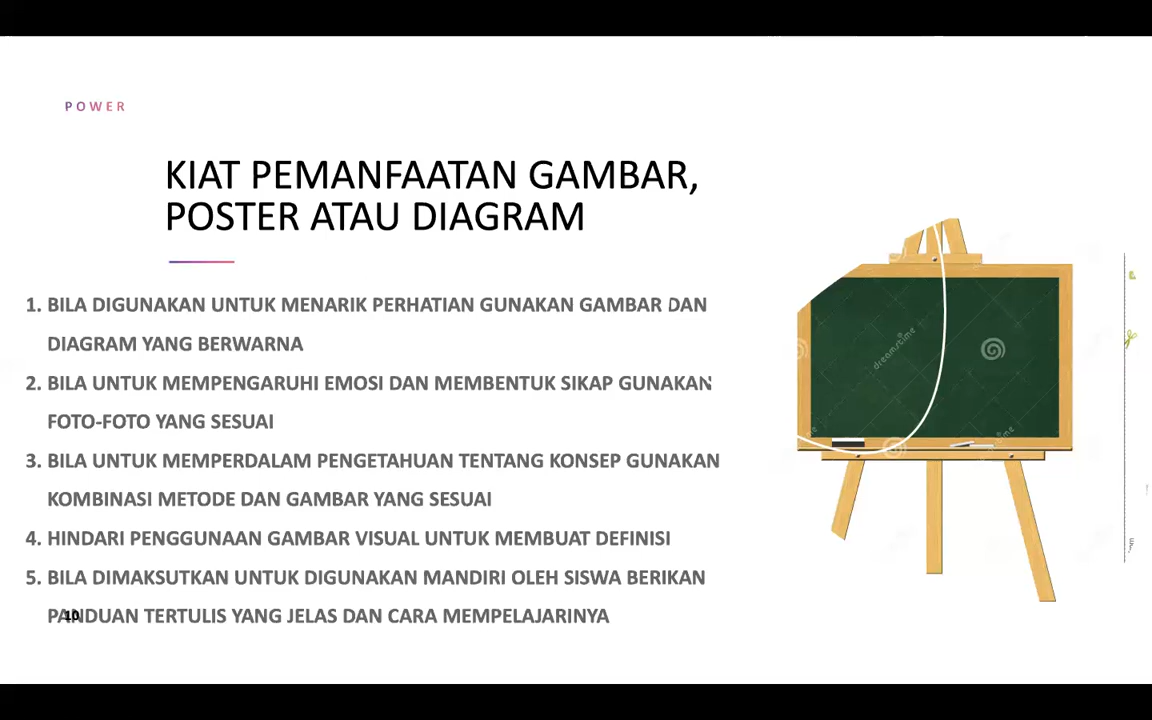 POWER
KIAT PEMANFAATAN GAMBAR,
POSTER ATAU DIAGRAM
1. BILA DIGUNAKAN UNTUK MENARIK PERHATIAN GUNAKAN GAMBAR DAN
DIAGRAM YANG BERWARNA
2. BILA UNTUK MEMPENGARUHI EMOSI DAN MEMBENTUK SIKAP GUNAKAN
FOTO-FOTO YANG SESUAI
3. BILA UNTUK MEMPERDALAM PENGETAHUAN TENTANG KONSEP GUNAKAN
KOMBINASI METODE DAN GAMBAR YANG SESUAI
4. HINDARI PENGGUNAAN GAMBAR VISUAL UNTUK MEMBUAT DEFINISI
5. BILA DIMAKSUTKAN UNTUK DIGUNAKAN MANDIRI OLEH SISWA BERIKAN
PANDUAN TERTULIS YANG JELAS DAN CARA MEMPELAJARINYA
10
dreamstime